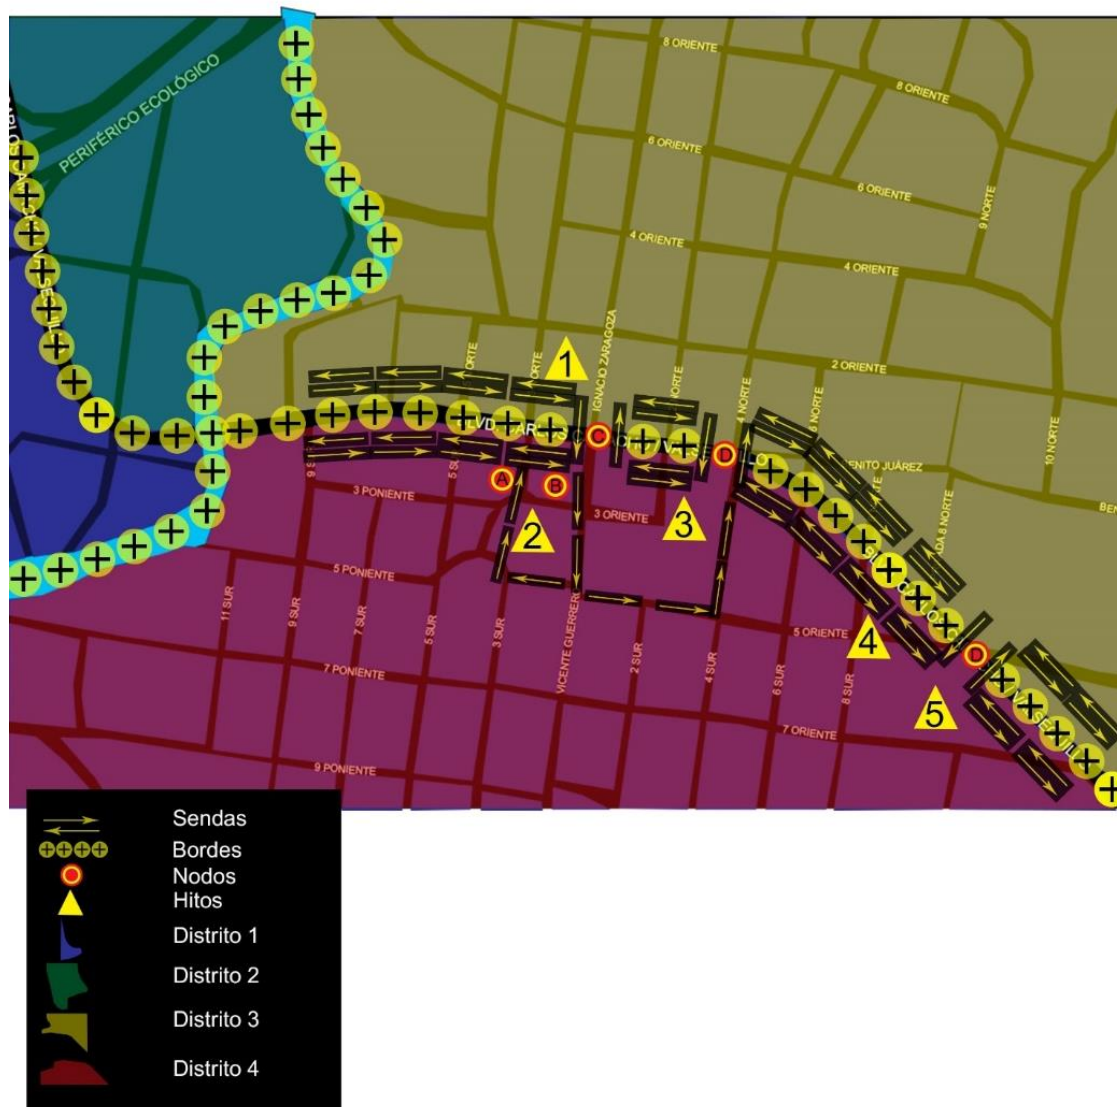 8 ORIENTE
8 ORIENTE
PERIFÉRICO ECOLÓGICO
6 ORIENTE
6 ORIENTE
9 NORTE
4 ORIENTE
4 ORIENTE
IGNACIO ZARAGOZA
2 ORIENTE
1
NORTE
NORTE
NORTE
NORTE
10 NORTE
BLVD.
C
D
BENITO JUÁREZ
BEN
A
B
5 S
3 PONIENTE
3 ORIENTE
2
3
5 PONIENTE
11 SUR
9 SUR
7 SUR
5 SUR
3 SUR
VICENTE GUERRERO
2 SUR
4 SUR
6 SUR
8 SUR
5 ORIENTE
4
D
5
7 PONIENTE
7 ORIENTE
9 PONIENTE
Sendas
Bordes
Nodos
Hitos
Distrito 1
Distrito 2
Distrito 3
Distrito 4